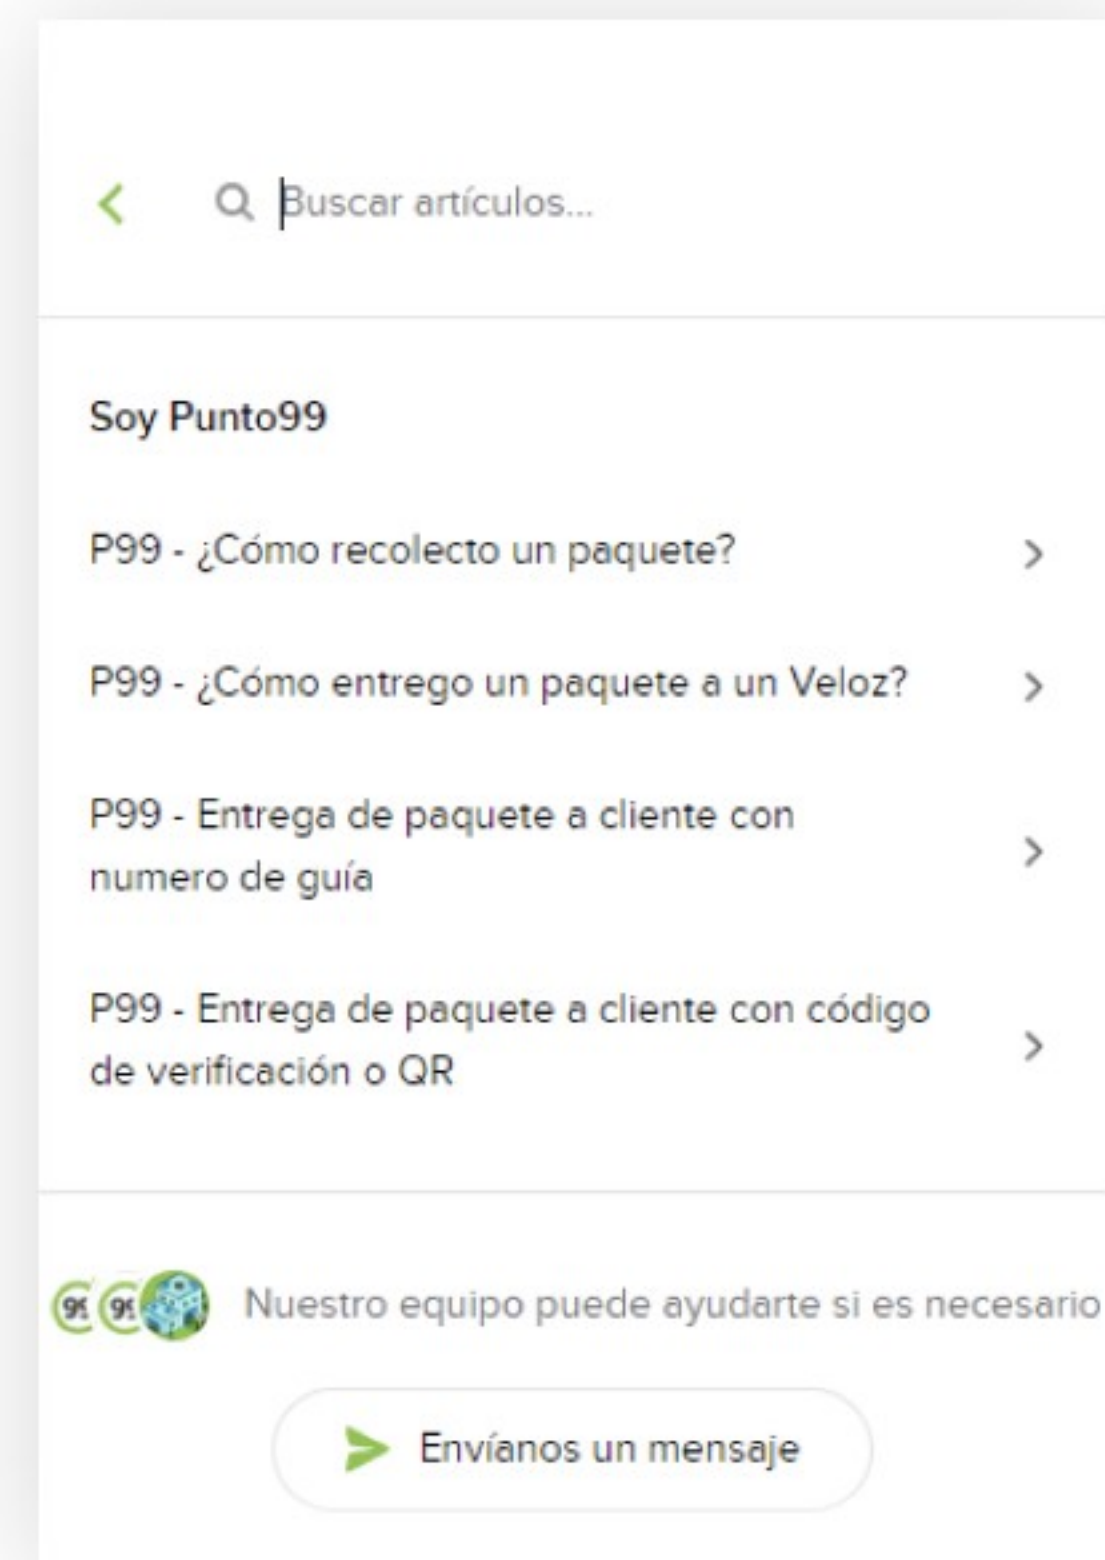 Buscar artículos...
Soy Punto99
P99 - ¿Cómo recolecto un paquete?
P99 - ¿Cómo entrego un paquete a un Veloz?
P99 - Entrega de paquete a cliente con
numero de guía
P99 - Entrega de paquete a cliente con código
de verificación o QR
99 99
Nuestro equipo puede ayudarte si es necesario
Envíanos un mensaje